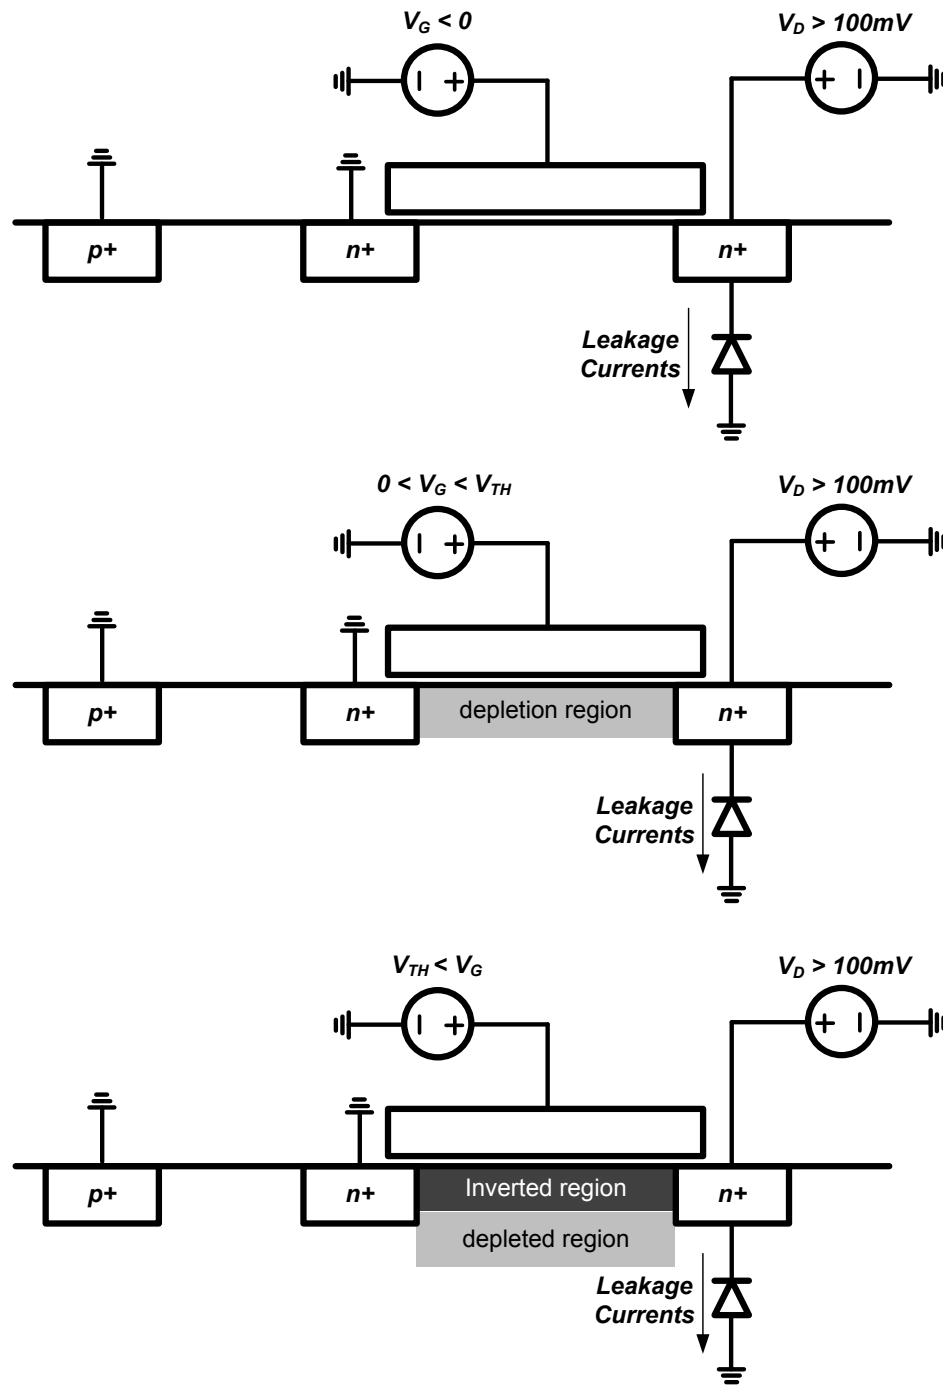 V_G < 0
V_D > 100mV
p+
n+
n+
Leakage
Currents
0 < V_G < V_TH
V_D > 100mV
p+
n+
depletion region
n+
Leakage
Currents
V_TH < V_G
V_D > 100mV
p+
n+
Inverted region
n+
depleted region
Leakage
Currents